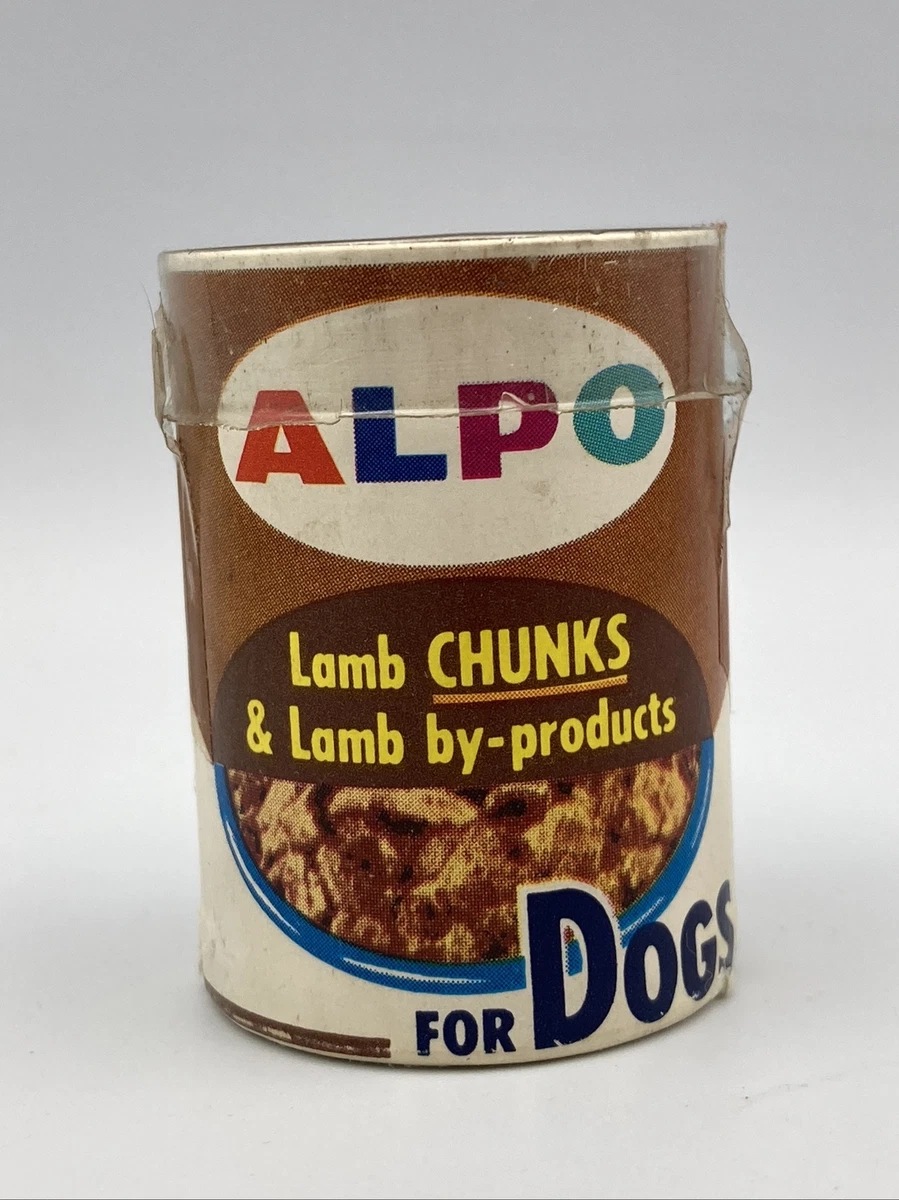 ALPO
Lamb CHUNKS
& Lamb by-products
FOR DOGS